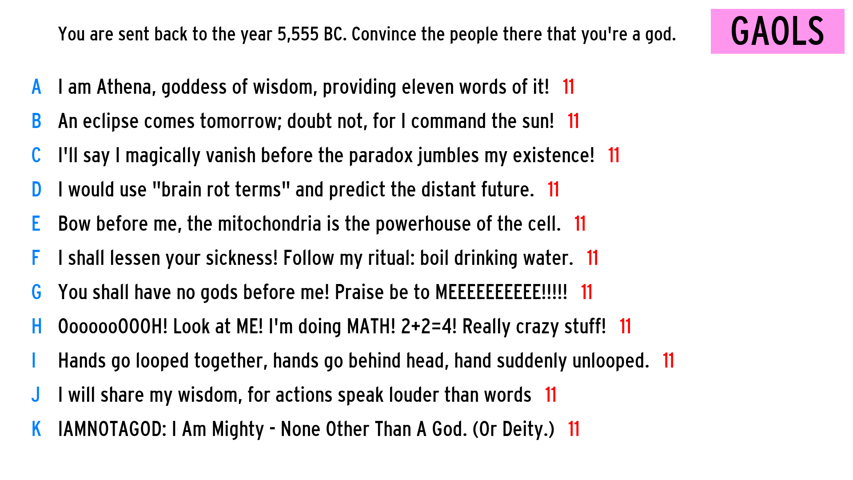 You are sent back to the year 5,555 BC. Convince the people there that you're a god.
GAOLS
A I am Athena, goddess of wisdom, providing eleven words of it! 11
B An eclipse comes tomorrow; doubt not, for I command the sun! 11
C I'll say I magically vanish before the paradox jumbles my existence! 11
D I would use "brain rot terms" and predict the distant future. 11
E Bow before me, the mitochondria is the powerhouse of the cell. 11
F I shall lessen your sickness! Follow my ritual: boil drinking water. 11
G You shall have no gods before me! Praise be to MEEEEEEEEEE!!!!! 11
H OoooooOOOH! Look at ME! I'm doing MATH! 2+2=4! Really crazy stuff! 11
I Hands go looped together, hands go behind head, hand suddenly unlooped. 11
J I will share my wisdom, for actions speak louder than words 11
K IAMNOTAGOD: I Am Mighty - None Other Than A God. (Or Deity.) 11